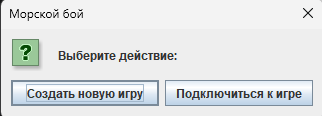 Морской бой
?
Выберите действие:
Создать новую игру
Подключиться к игре